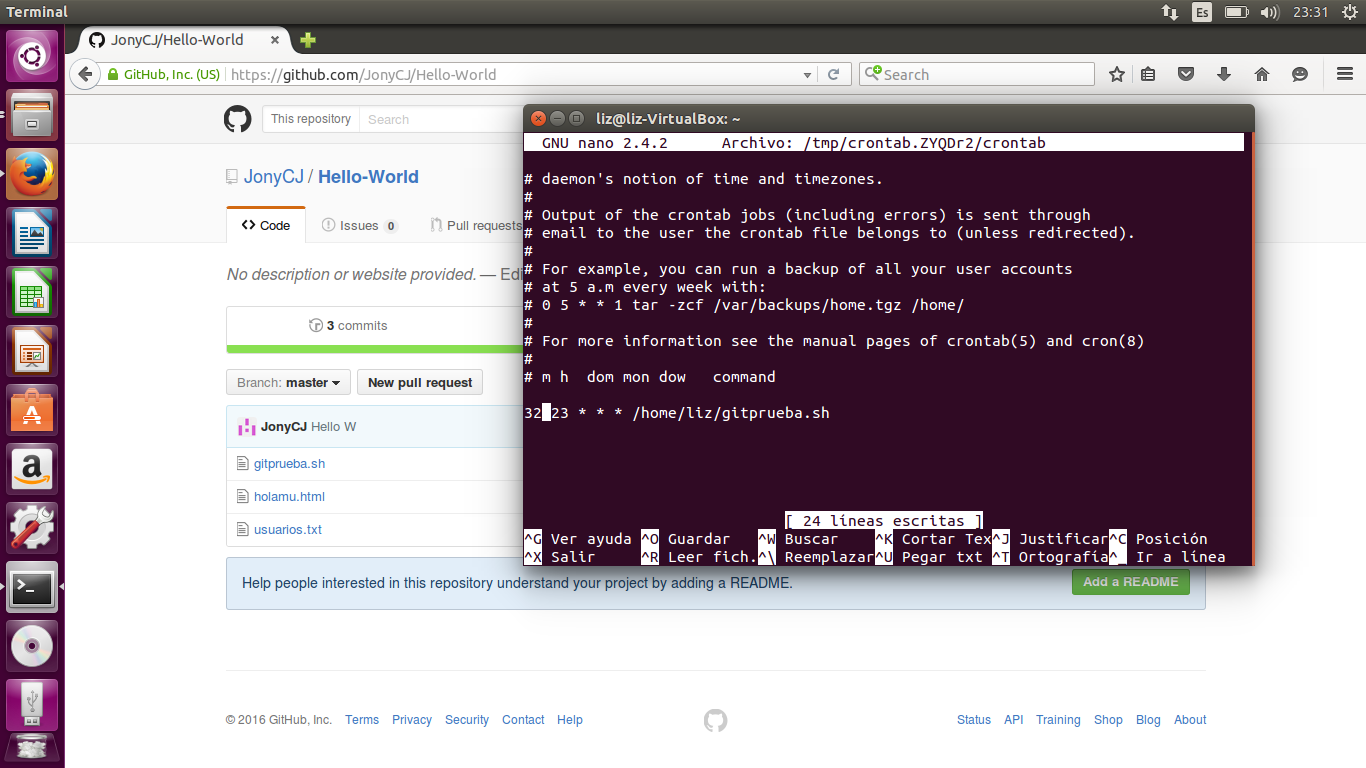 Terminal
Es
23:31
JonyCJ/Hello-World
GitHub, Inc. (US)
https://github.com/JonyCJ/Hello-World
Search
This repository
Search
JonyCJ / Hello-World
Code
Issues 0
Pull requests
No description or website provided. — Edi
3 commits
Branch: master
New pull request
JonyCJ Hello W
gitprueba.sh
holamu.html
usuarios.txt
Help people interested in this repository understand your project by adding a README.
Add a README
© 2016 GitHub, Inc. Terms Privacy Security Contact Help
Status API Training Shop Blog About
liz@liz-VirtualBox: ~
GNU nano 2.4.2 Archivo: /tmp/crontab.ZYQDr2/crontab
# daemon's notion of time and timezones.
#
# Output of the crontab jobs (including errors) is sent through
# email to the user the crontab file belongs to (unless redirected).
#
# For example, you can run a backup of all your user accounts
# at 5 a.m every week with:
# 0 5 * * 1 tar -zcf /var/backups/home.tgz /home/
#
# For more information see the manual pages of crontab(5) and cron(8)
#
# m h  dom mon dow   command
32 23 * * * /home/liz/gitprueba.sh
[ 24 líneas escritas ]
^G Ver ayuda ^O Guardar ^W Buscar ^K Cortar Tex ^J Justificar ^C Posición
^X Salir ^R Leer fich. ^\ Reemplazar ^U Pegar txt ^T Ortografía ^_ Ir a línea